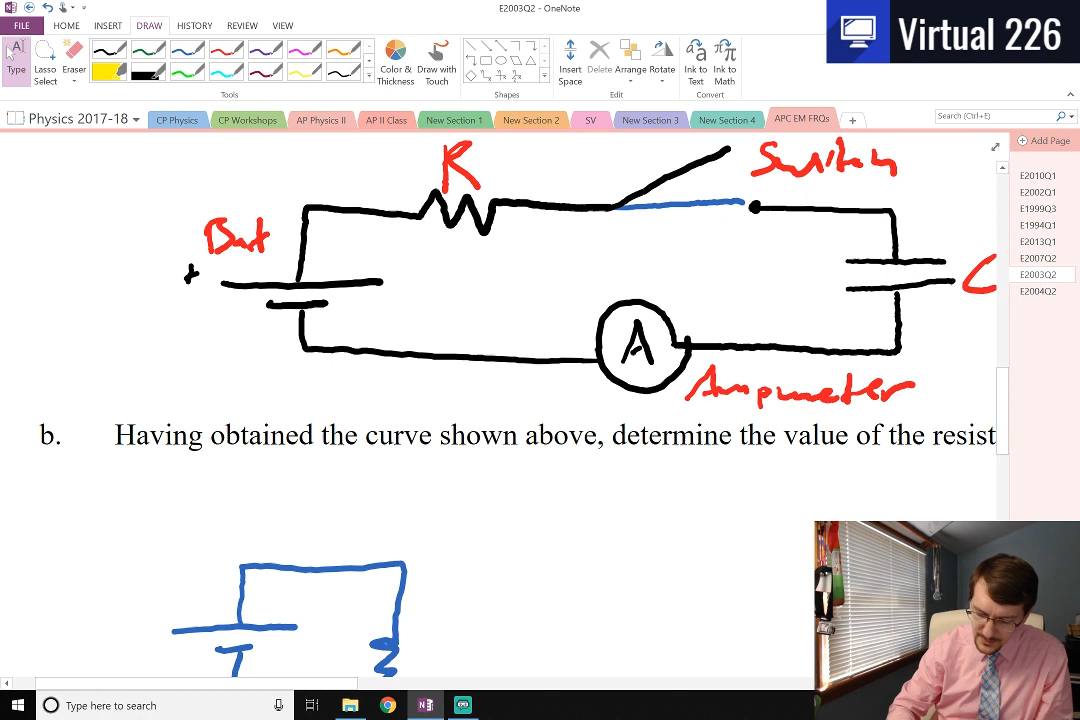 E2003Q2 - OneNote
FILE HOME INSERT DRAW HISTORY REVIEW VIEW
Virtual 226
Type
Lasso Select
Eraser
Color & Thickness
Draw with Touch
Insert Space
Delete
Arrange
Rotate
Ink to Text
Ink to Math
Tools
Shapes
Edit
Convert
Physics 2017-18
CP Physics
CP Workshops
AP Physics II
AP II Class
New Section 1
New Section 2
SV
New Section 3
New Section 4
APC EM FRQs
Search (Ctrl+E)
Add Page
E2010Q1
E2002Q1
E1999Q3
E1994Q1
E2013Q1
E2007Q2
E2003Q2
E2004Q2
R
Switch
Bat
+
C
A
Ampmeter
b. Having obtained the curve shown above, determine the value of the resist
Type here to search